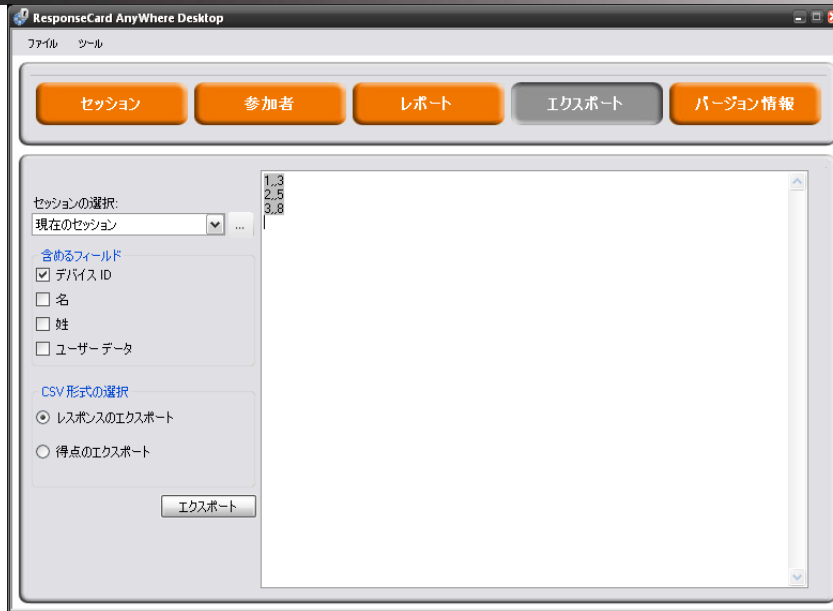 ResponseCard AnyWhere Desktop
ファイル ツール
セッション 参加者 レポート エクスポート バージョン情報
セッションの選択:
現在のセッション ...
含めるフィールド
デバイス ID
名
姓
ユーザー データ
CSV 形式の選択
レスポンスのエクスポート
得点のエクスポート
エクスポート
1,,3
2,,5
3,,8